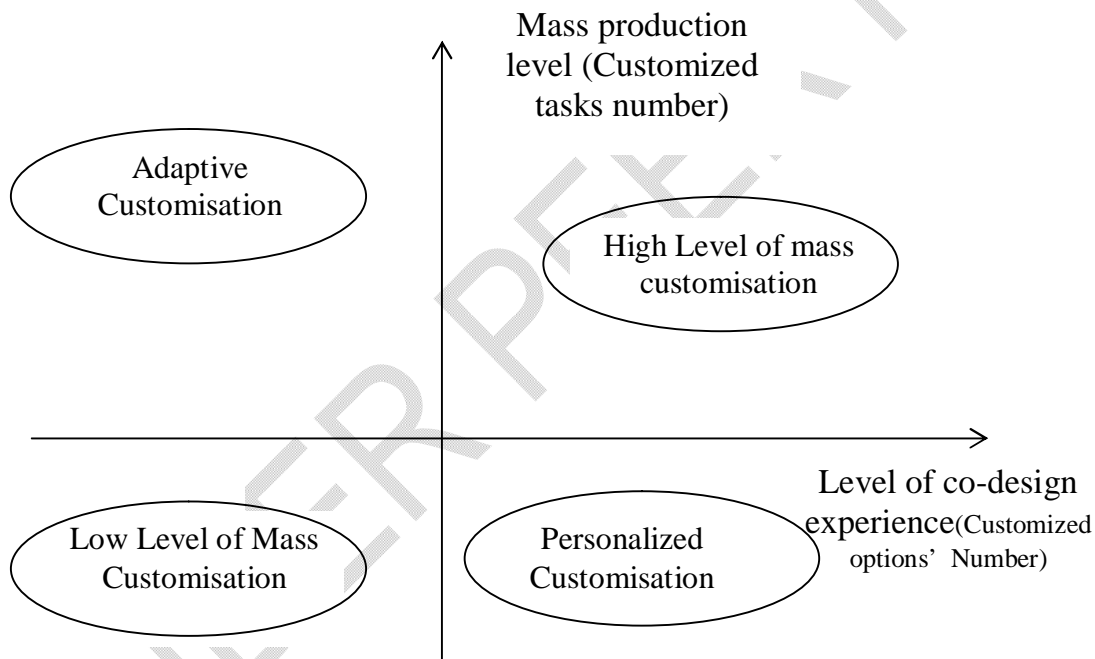 Mass production
level (Customized
tasks number)
Adaptive
Customisation
High Level of mass
customisation
Level of co-design
experience(Customized
options’ Number)
Low Level of Mass
Customisation
Personalized
Customisation